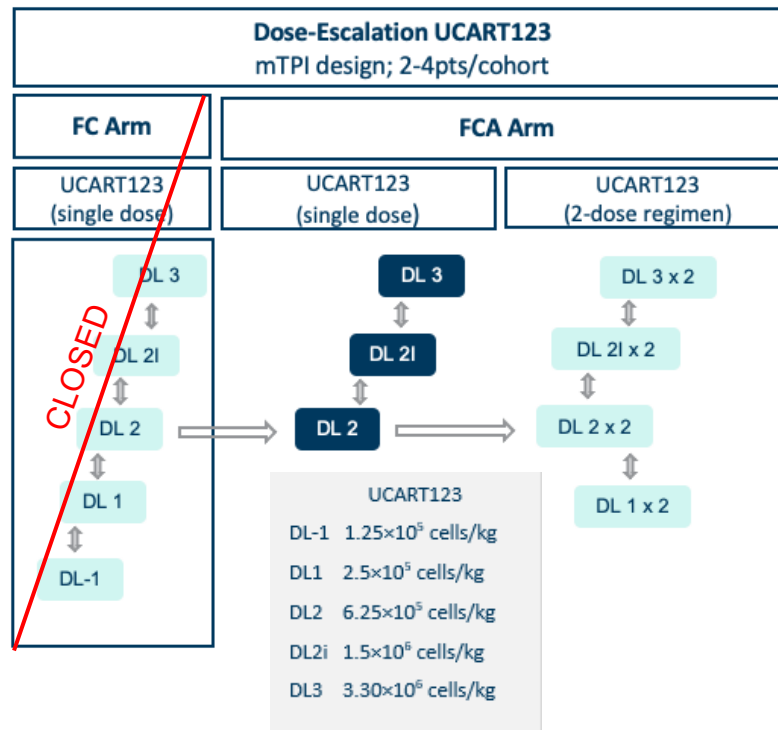 Dose-Escalation UCART123
mTPI design; 2-4pts/cohort
FC Arm
FCA Arm
UCART123
(single dose)
UCART123
(single dose)
UCART123
(2-dose regimen)
CLOSED
DL 3
DL 2I
DL 2
DL 1
DL-1
DL 3
DL 2I
DL 2
DL 3 x 2
DL 2I x 2
DL 2 x 2
DL 1 x 2
UCART123
DL-1 1.25×10⁵ cells/kg
DL1 2.5×10⁵ cells/kg
DL2 6.25×10⁵ cells/kg
DL2i 1.5×10⁶ cells/kg
DL3 3.30×10⁶ cells/kg